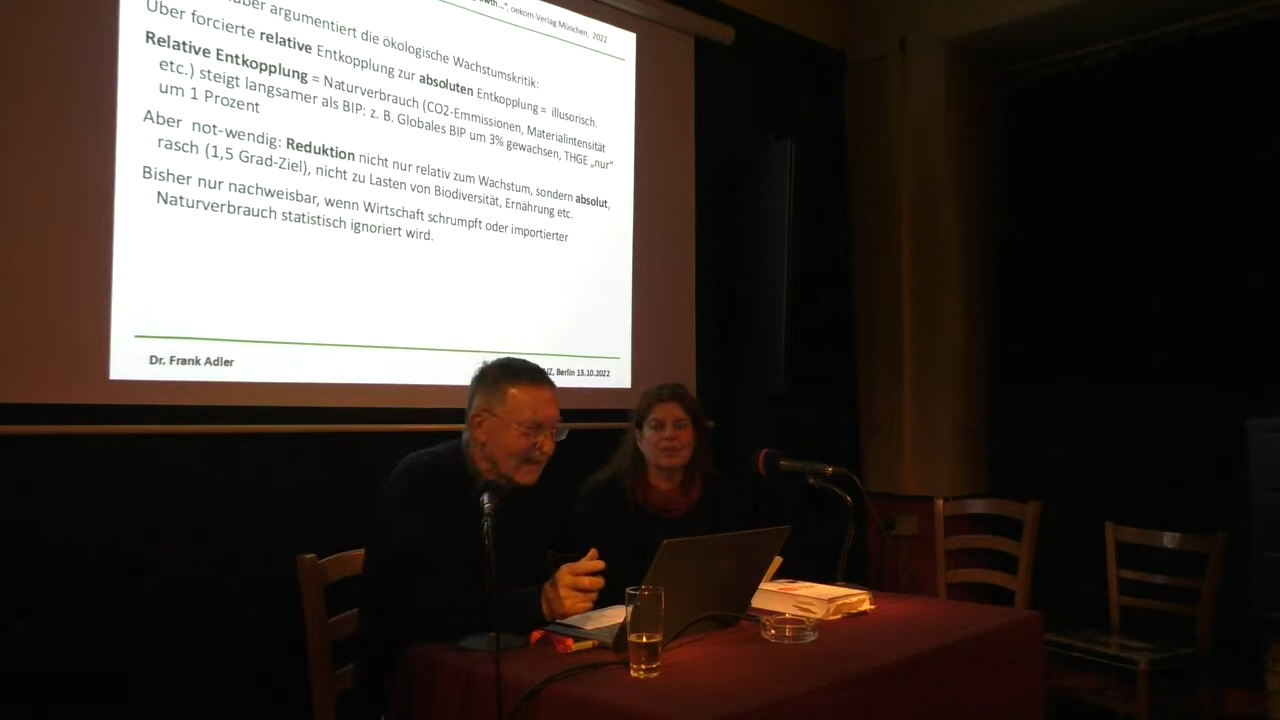 oekom-Verlag München, 2022
argumentiert die ökologische Wachstumskritik:
Über forcierte relative Entkopplung zur absoluten Entkopplung = illusorisch.
Relative Entkopplung = Naturverbrauch (CO2-Emmissionen, Materialintensität
etc.) steigt langsamer als BIP: z. B. Globales BIP um 3% gewachsen, THGE „nur“
um 1 Prozent
Aber not-wendig: Reduktion nicht nur relativ zum Wachstum, sondern absolut,
rasch (1,5 Grad-Ziel), nicht zu Lasten von Biodiversität, Ernährung etc.
Bisher nur nachweisbar, wenn Wirtschaft schrumpft oder importierter
Naturverbrauch statistisch ignoriert wird.
Dr. Frank Adler
Berlin 13.10.2022